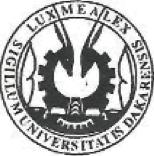 LUX MEA LEX
SIGILLUM UNIVERSITATIS DAKARENSIS